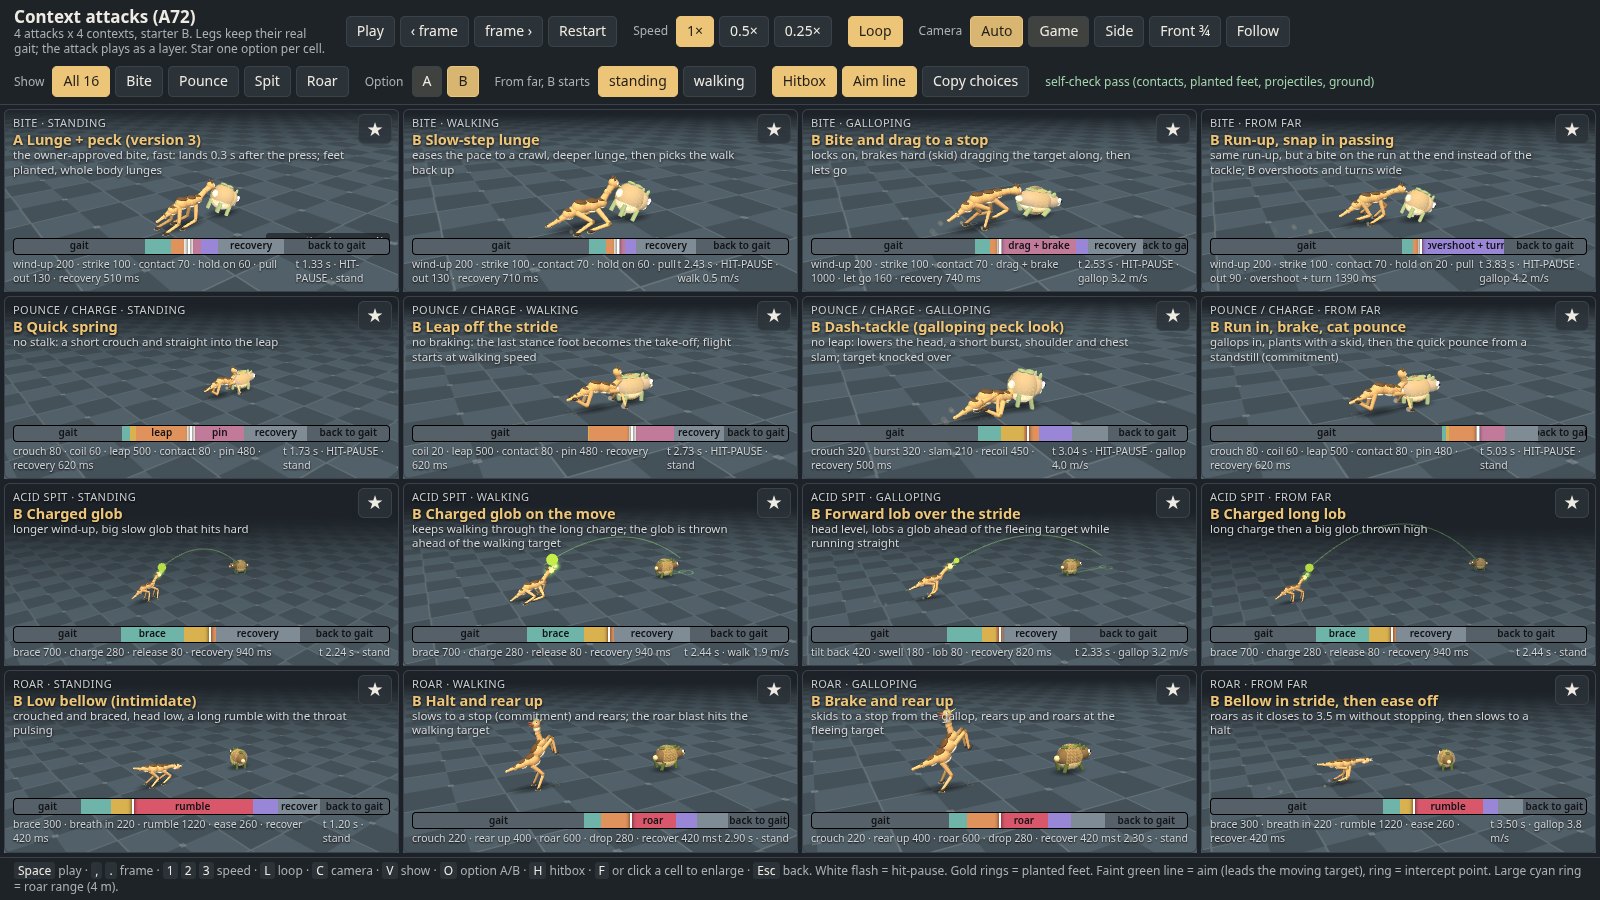 Context attacks (A72)
4 attacks x 4 contexts, starter B. Legs keep their real
gait; the attack plays as a layer. Star one option per cell.
Play ‹ frame frame › Restart Speed 1× 0.5× 0.25× Loop Camera Auto Game Side Front ¾ Follow
Show All 16 Bite Pounce Spit Roar Option A B From far, B starts standing walking Hitbox Aim line Copy choices self-check pass (contacts, planted feet, projectiles, ground)
BITE · STANDING
★
A Lunge + peck (version 3)
the owner-approved bite, fast: lands 0.3 s after the press; feet
planted, whole body lunges
gait recovery back to gait
wind-up 200 · strike 100 · contact 70 · hold on 60 · pull
out 130 · recovery 510 ms
t 1.33 s · HIT-
PAUSE · stand
BITE · WALKING
★
B Slow-step lunge
eases the pace to a crawl, deeper lunge, then picks the walk
back up
gait recovery back to gait
wind-up 200 · strike 100 · contact 70 · hold on 60 · pull
out 130 · recovery 710 ms
t 2.43 s · HIT-PAUSE ·
walk 0.5 m/s
BITE · GALLOPING
★
B Bite and drag to a stop
locks on, brakes hard (skid) dragging the target along, then
lets go
gait drag + brake recovery ack to ga
wind-up 200 · strike 100 · contact 70 · drag + brake
1000 · let go 160 · recovery 740 ms
t 2.53 s · HIT-PAUSE ·
gallop 3.2 m/s
BITE · FROM FAR
★
B Run-up, snap in passing
same run-up, but a bite on the run at the end instead of the
tackle; B overshoots and turns wide
gait overshoot + turn back to gait
wind-up 200 · strike 100 · contact 70 · hold on 20 · pull
out 90 · overshoot + turn 1390 ms
t 3.83 s · HIT-PAUSE ·
gallop 4.2 m/s
POUNCE / CHARGE · STANDING
★
B Quick spring
no stalk: a short crouch and straight into the leap
gait leap pin recovery back to gait
crouch 80 · coil 60 · leap 500 · contact 80 · pin 480 ·
recovery 620 ms
t 1.73 s · HIT-PAUSE ·
stand
POUNCE / CHARGE · WALKING
★
B Leap off the stride
no braking: the last stance foot becomes the take-off; flight
starts at walking speed
gait recovery back to gait
coil 20 · leap 500 · contact 80 · pin 480 · recovery
620 ms
t 2.73 s · HIT-PAUSE ·
stand
POUNCE / CHARGE · GALLOPING
★
B Dash-tackle (galloping peck look)
no leap: lowers the head, a short burst, shoulder and chest
slam; target knocked over
gait back to gait
crouch 320 · burst 320 · slam 210 · recoil 450 ·
recovery 500 ms
t 3.04 s · HIT-PAUSE · gallop
4.0 m/s
POUNCE / CHARGE · FROM FAR
★
B Run in, brake, cat pounce
gallops in, plants with a skid, then the quick pounce from a
standstill (commitment)
gait back to gai
crouch 80 · coil 60 · leap 500 · contact 80 · pin 480 ·
recovery 620 ms
t 5.03 s · HIT-PAUSE ·
stand
ACID SPIT · STANDING
★
B Charged glob
longer wind-up, big slow glob that hits hard
gait brace recovery back to gait
brace 700 · charge 280 · release 80 · recovery 940 ms t 2.24 s · stand
ACID SPIT · WALKING
★
B Charged glob on the move
keeps walking through the long charge; the glob is thrown
ahead of the walking target
gait brace recovery back to gait
brace 700 · charge 280 · release 80 · recovery 940 ms t 2.44 s · walk 1.9 m/s
ACID SPIT · GALLOPING
★
B Forward lob over the stride
head level, lobs a glob ahead of the fleeing target while
running straight
gait recovery back to gait
tilt back 420 · swell 180 · lob 80 · recovery 820 ms t 2.33 s · gallop 3.2 m/s
ACID SPIT · FROM FAR
★
B Charged long lob
long charge then a big glob thrown high
gait brace recovery back to gait
brace 700 · charge 280 · release 80 · recovery 940 ms t 2.44 s · stand
ROAR · STANDING
★
B Low bellow (intimidate)
crouched and braced, head low, a long rumble with the throat
pulsing
gait rumble recover back to gait
brace 300 · breath in 220 · rumble 1220 · ease 260 · recover
420 ms
t 1.20 s ·
stand
ROAR · WALKING
★
B Halt and rear up
slows to a stop (commitment) and rears; the roar blast hits the
walking target
gait roar back to gait
crouch 220 · rear up 400 · roar 600 · drop 280 · recover 420 ms t 2.90 s · stand
ROAR · GALLOPING
★
B Brake and rear up
skids to a stop from the gallop, rears up and roars at the
fleeing target
gait roar back to gait
crouch 220 · rear up 400 · roar 600 · drop 280 · recover 420 ms t 2.30 s · stand
ROAR · FROM FAR
★
B Bellow in stride, then ease off
roars as it closes to 3.5 m without stopping, then slows to a
halt
gait rumble back to gait
brace 300 · breath in 220 · rumble 1220 · ease 260 ·
recover 420 ms
t 3.50 s · gallop 3.8
m/s
Space play · , . frame · 1 2 3 speed · L loop · C camera · V show · O option A/B · H hitbox · F or click a cell to enlarge · Esc back. White flash = hit-pause. Gold rings = planted feet. Faint green line = aim (leads the moving target), ring = intercept point. Large cyan ring
= roar range (4 m).